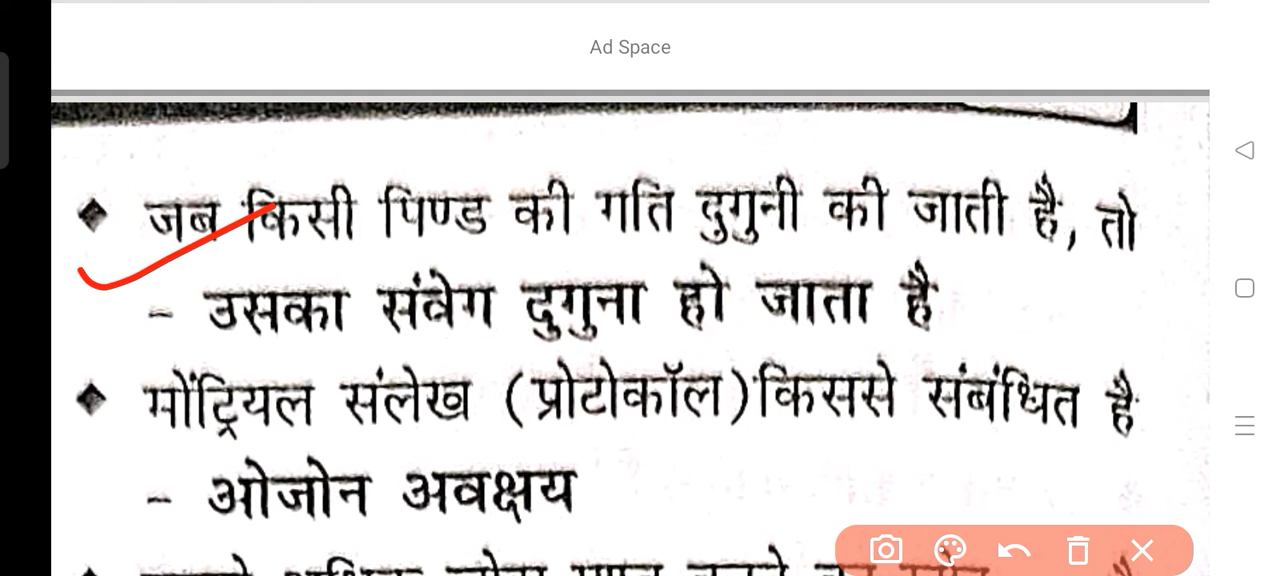 Ad Space
◆ जब किसी पिण्ड की गति दुगुनी की जाती है, तो
- उसका संवेग दुगुना हो जाता है
◆ मोंट्रियल संलेख (प्रोटोकॉल) किससे संबंधित है
- ओजोन अवक्षय